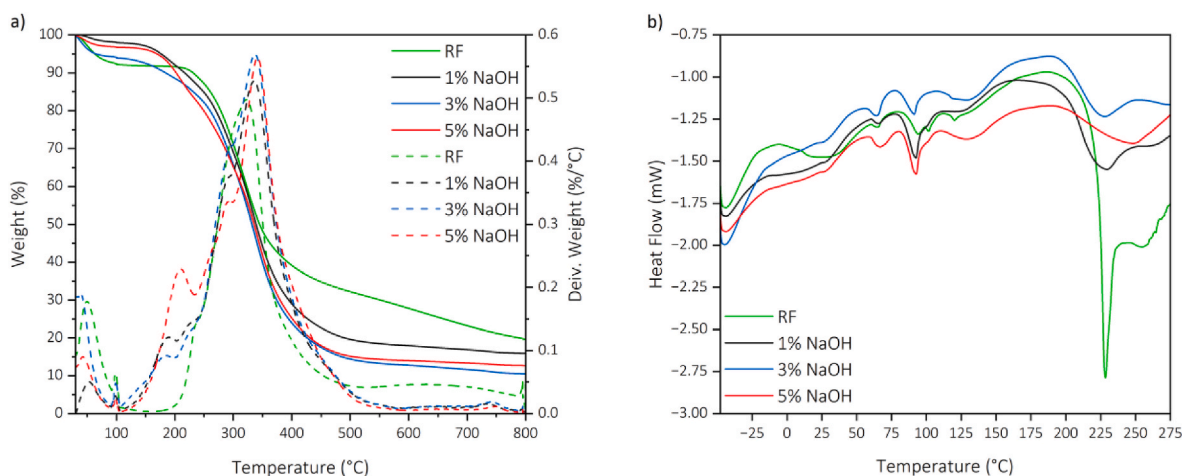 a)
100
90
80
70
60
50
40
30
20
10
0
Weight (%)
100
200
300
400
500
600
700
800
Temperature (°C)
0.6
0.5
0.4
0.3
0.2
0.1
0.0
Deiv. Weight (%/°C)
RF
1% NaOH
3% NaOH
5% NaOH
RF
1% NaOH
3% NaOH
5% NaOH
b)
−0.75
−1.00
−1.25
−1.50
−1.75
−2.00
−2.25
−2.50
−2.75
−3.00
Heat Flow (mW)
RF
1% NaOH
3% NaOH
5% NaOH
−25
0
25
50
75
100
125
150
175
200
225
250
275
Temperature (°C)